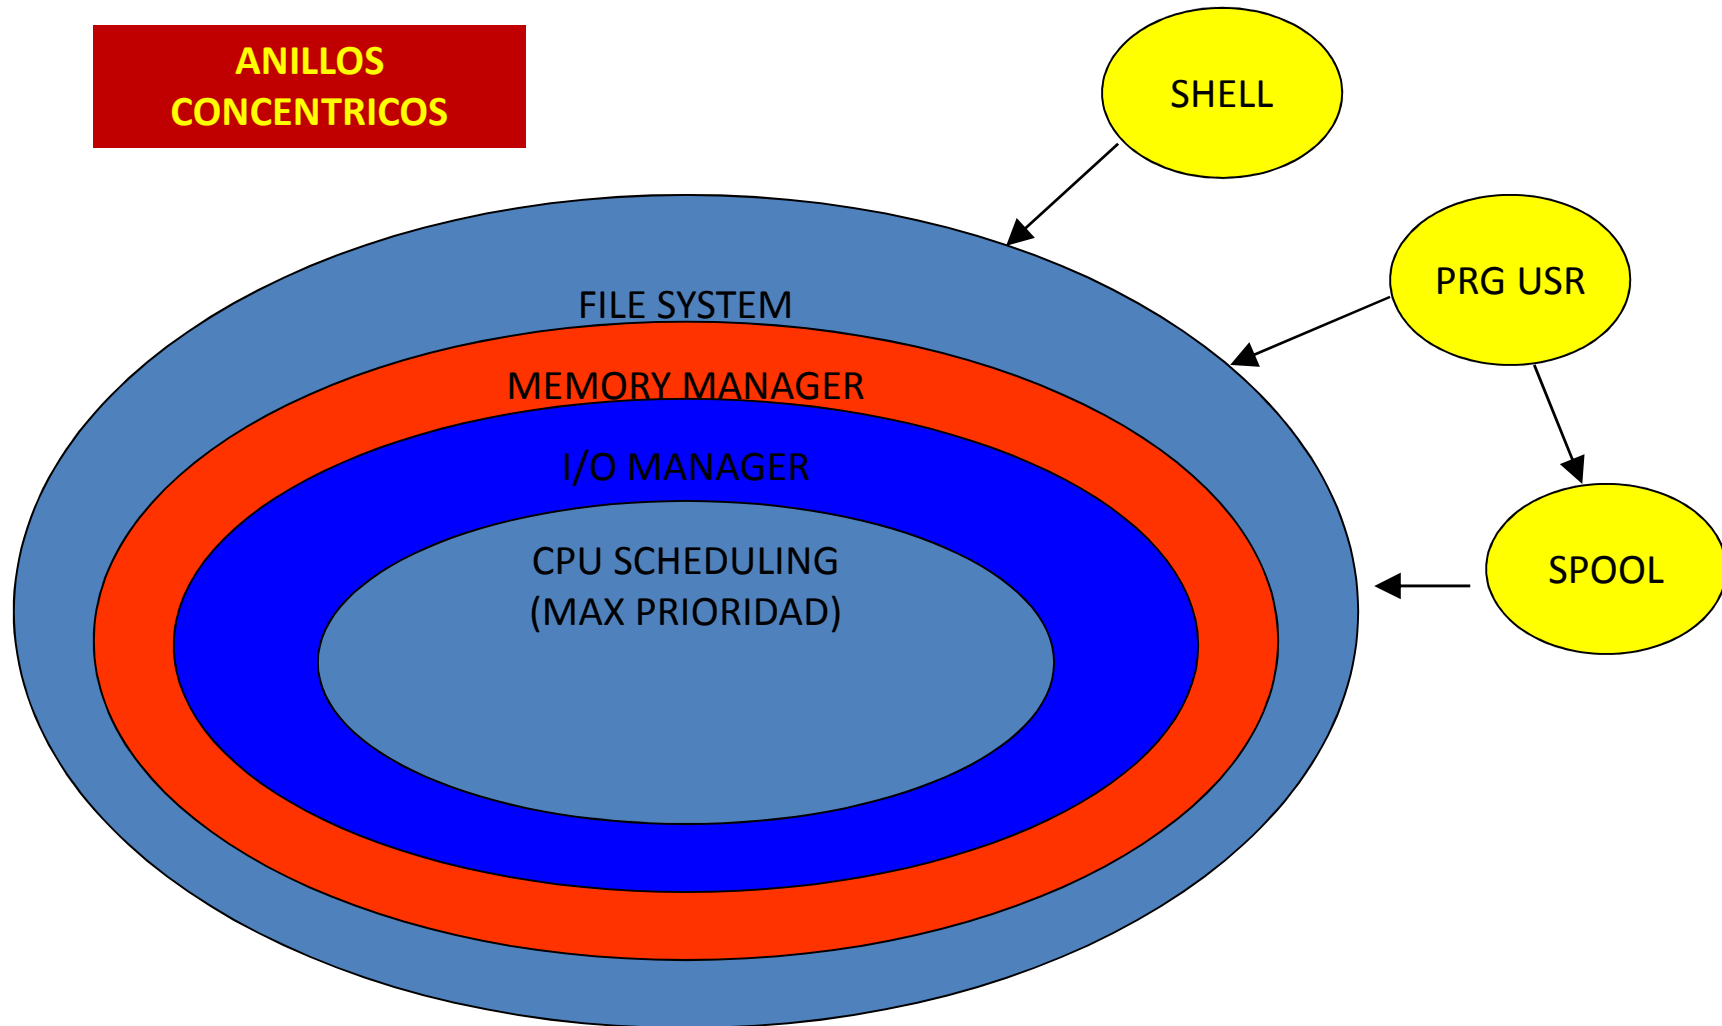 ANILLOS
CONCENTRICOS
SHELL
PRG USR
FILE SYSTEM
MEMORY MANAGER
I/O MANAGER
CPU SCHEDULING
(MAX PRIORIDAD)
SPOOL